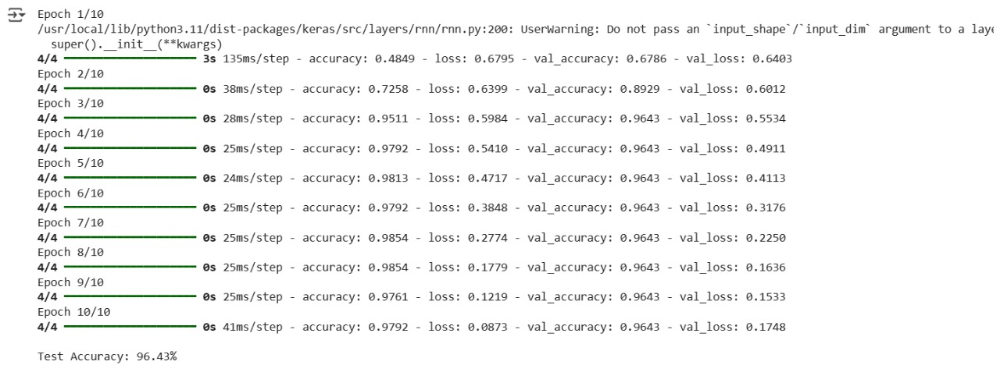 Epoch 1/10
/usr/local/lib/python3.11/dist-packages/keras/src/layers/rnn/rnn.py:200: UserWarning: Do not pass an `input_shape`/`input_dim` argument to a laye
  super().__init__(**kwargs)
4/4 3s 135ms/step - accuracy: 0.4849 - loss: 0.6795 - val_accuracy: 0.6786 - val_loss: 0.6403
Epoch 2/10
4/4 0s 38ms/step - accuracy: 0.7258 - loss: 0.6399 - val_accuracy: 0.8929 - val_loss: 0.6012
Epoch 3/10
4/4 0s 28ms/step - accuracy: 0.9511 - loss: 0.5984 - val_accuracy: 0.9643 - val_loss: 0.5534
Epoch 4/10
4/4 0s 25ms/step - accuracy: 0.9792 - loss: 0.5410 - val_accuracy: 0.9643 - val_loss: 0.4911
Epoch 5/10
4/4 0s 24ms/step - accuracy: 0.9813 - loss: 0.4717 - val_accuracy: 0.9643 - val_loss: 0.4113
Epoch 6/10
4/4 0s 25ms/step - accuracy: 0.9792 - loss: 0.3848 - val_accuracy: 0.9643 - val_loss: 0.3176
Epoch 7/10
4/4 0s 25ms/step - accuracy: 0.9854 - loss: 0.2774 - val_accuracy: 0.9643 - val_loss: 0.2250
Epoch 8/10
4/4 0s 25ms/step - accuracy: 0.9854 - loss: 0.1779 - val_accuracy: 0.9643 - val_loss: 0.1636
Epoch 9/10
4/4 0s 25ms/step - accuracy: 0.9761 - loss: 0.1219 - val_accuracy: 0.9643 - val_loss: 0.1533
Epoch 10/10
4/4 0s 41ms/step - accuracy: 0.9792 - loss: 0.0873 - val_accuracy: 0.9643 - val_loss: 0.1748
Test Accuracy: 96.43%